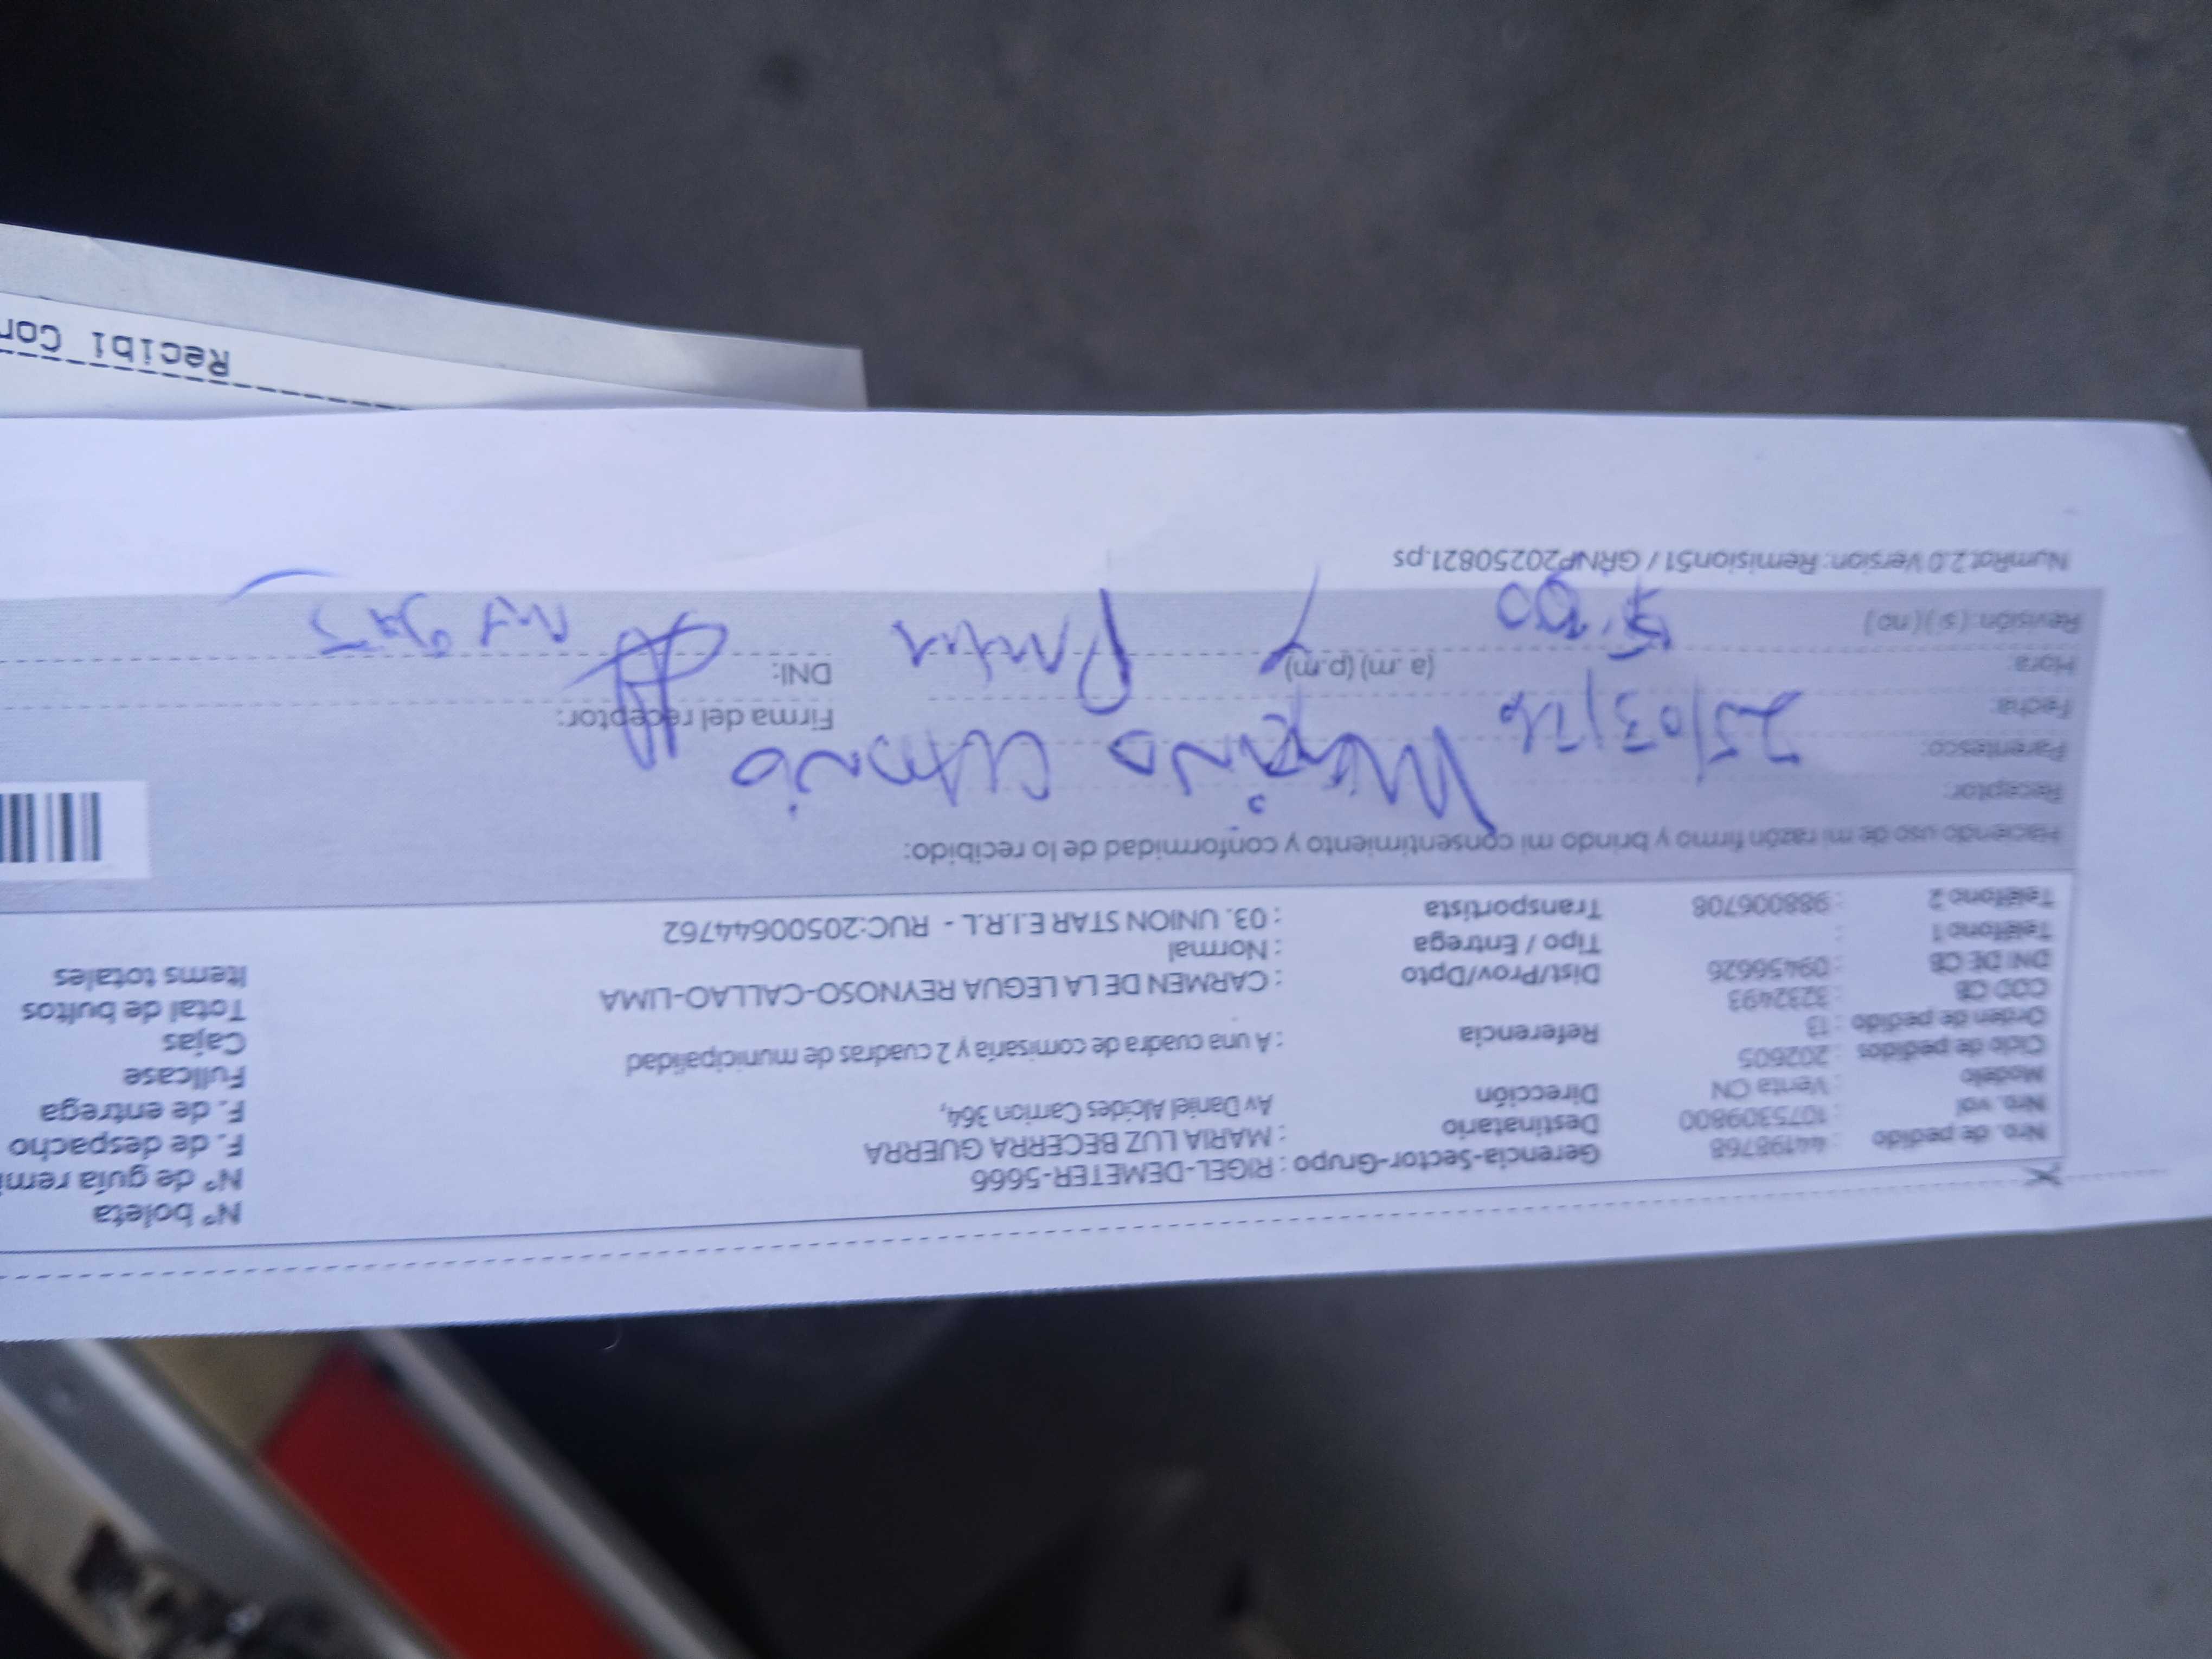 Nro. de pedido : 44198768
Nro. vol : 1075309800
Modelo : Venta CN
Ciclo de pedidos : 202605
Orden de pedido : 13
COD CB : 3232493
DNI DE CB : 09456626
Teléfono 1 :
Teléfono 2 : 988006708
Gerencia-Sector-Grupo : RIGEL-DEMETER-5666
Destinatario : MARIA LUZ BECERRA GUERRA
Dirección Av Daniel Alcides Carrion 364,
Referencia : A una cuadra de comisaría y 2 cuadras de municipalidad
Dist/Prov/Dpto : CARMEN DE LA LEGUA REYNOSO-CALLAO-LIMA
Tipo / Entrega : Normal
Transportista : 03. UNION STAR E.I.R.L - RUC:20500644762
N° boleta
N° de guía remi
F. de despacho
F. de entrega
Fullcase
Cajas
Total de bultos
Items totales
Haciendo uso de mi razón firmo y brindo mi consentimiento y conformidad de lo recibido:
Receptor:
Parentesco:
Fecha: 25/03/26
Hora: (a .m) (p.m)
Revisión: ( si ) ( no )
Firma del receptor:
DNI:
NumRot2.0 Version: Remision51 / GRNP20250821.ps
Recibi Con